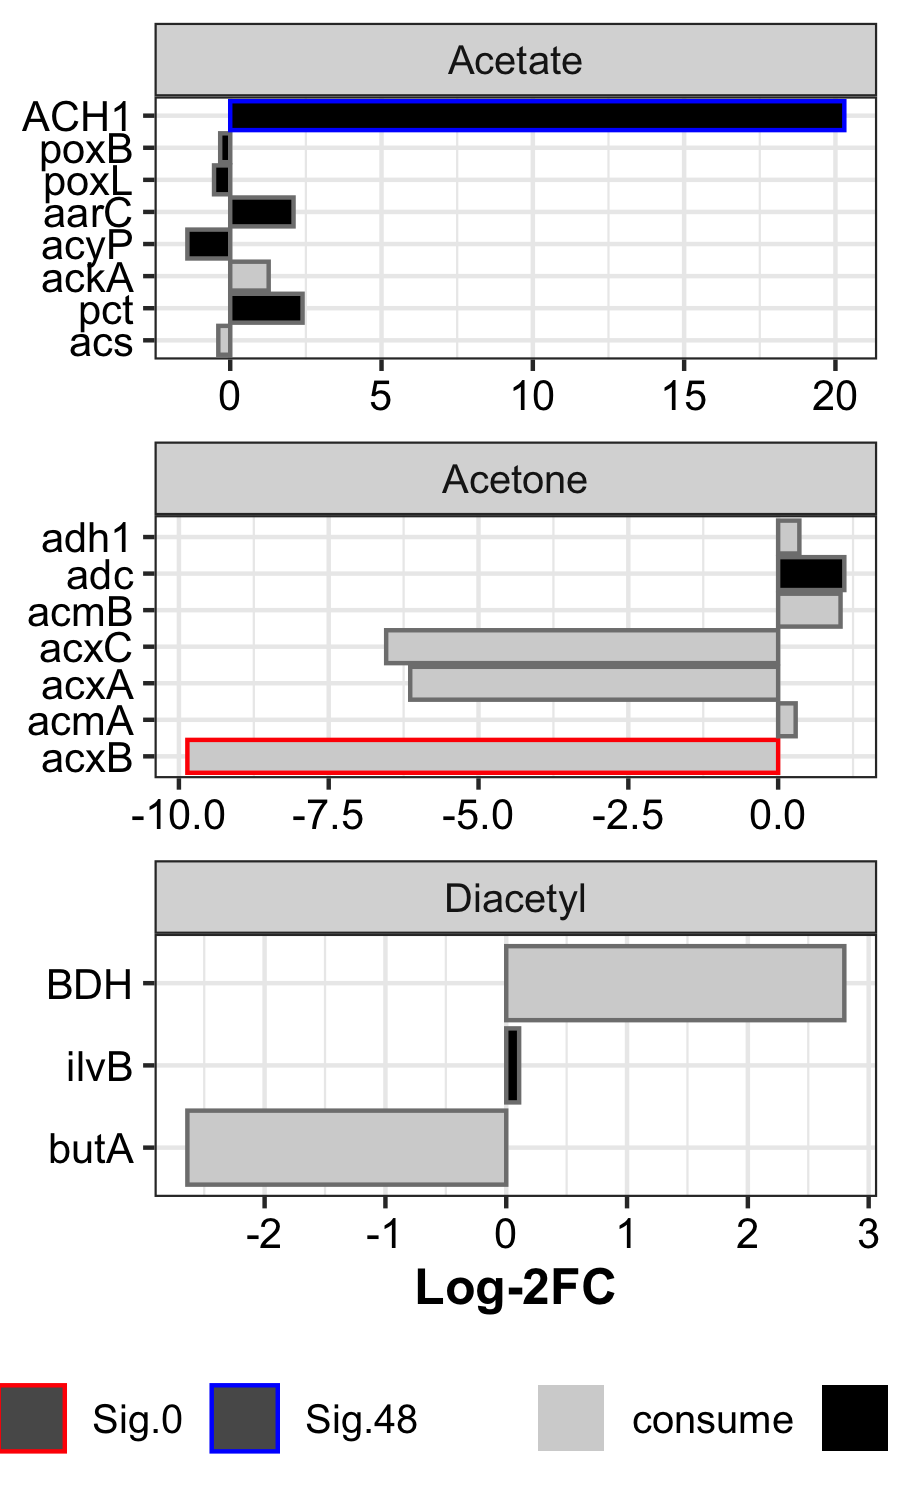 Acetate
ACH1
poxB
poxL
aarC
acyP
ackA
pct
acs
0 5 10 15 20
Acetone
adh1
adc
acmB
acxC
acxA
acmA
acxB
-10.0 -7.5 -5.0 -2.5 0.0
Diacetyl
BDH
ilvB
butA
-2 -1 0 1 2 3
Log-2FC
Sig.0 Sig.48 consume